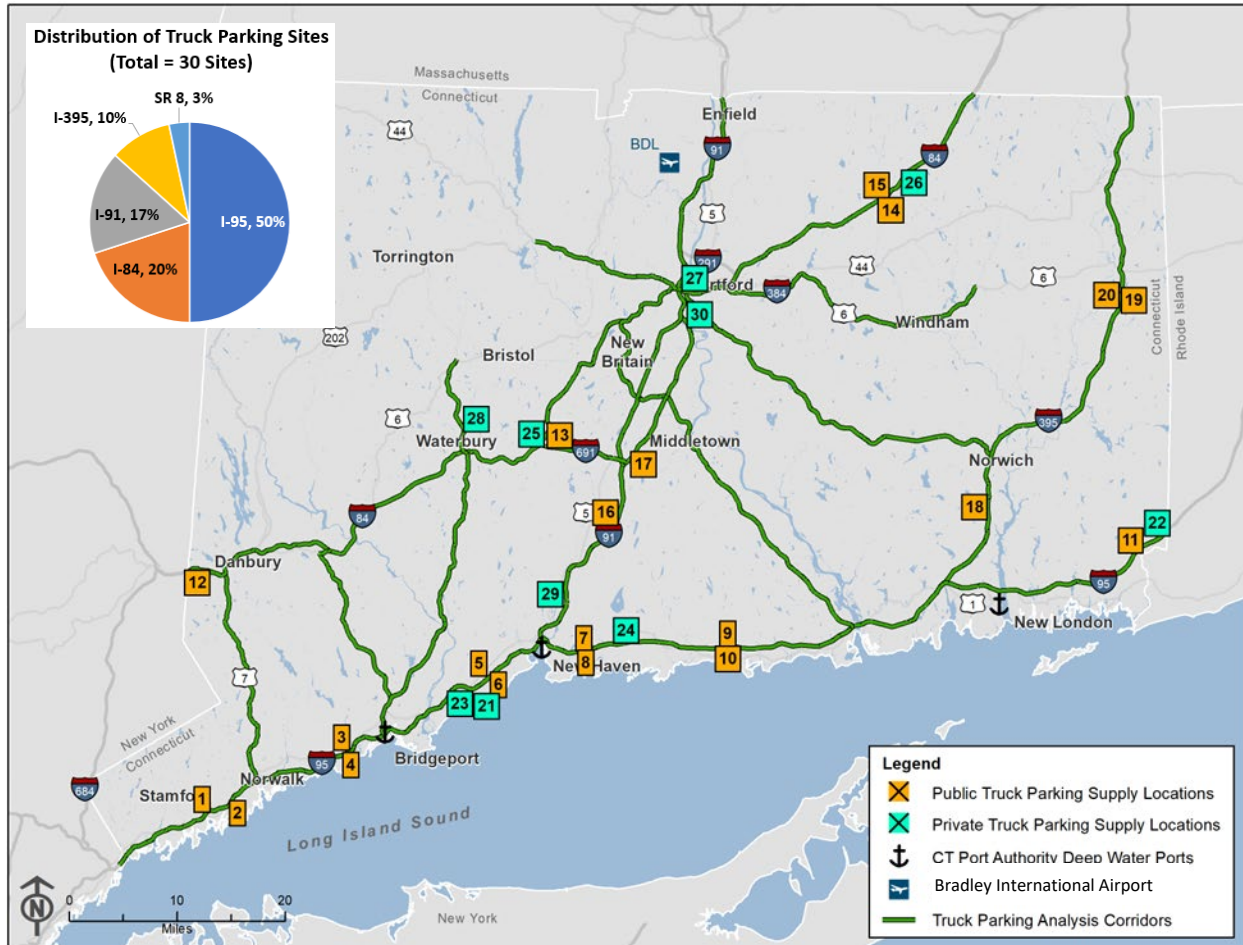 Distribution of Truck Parking Sites
(Total = 30 Sites)
SR 8, 3%
I-395, 10%
I-91, 17%
I-95, 50%
I-84, 20%
Massachusetts
Connecticut
44
Enfield
BDL
91
84
15
26
14
5
Torrington
291
44
27
rtford
384
6
20
19
Connecticut
Rhode Island
30
6
Windham
202
Bristol
New
Britain
28
6
Waterbury
25
13
691
Middletown
17
395
Norwich
84
5
16
91
18
22
11
Danbury
12
29
95
1
New London
7
24
9
5
8
New Haven
10
7
6
23
21
New York
Connecticut
3
Bridgeport
95
4
684
Stamfo
1
Norwalk
2
Long Island Sound
New York
N
0
10
20
Miles
Legend
Public Truck Parking Supply Locations
Private Truck Parking Supply Locations
CT Port Authority Deep Water Ports
Bradley International Airport
Truck Parking Analysis Corridors